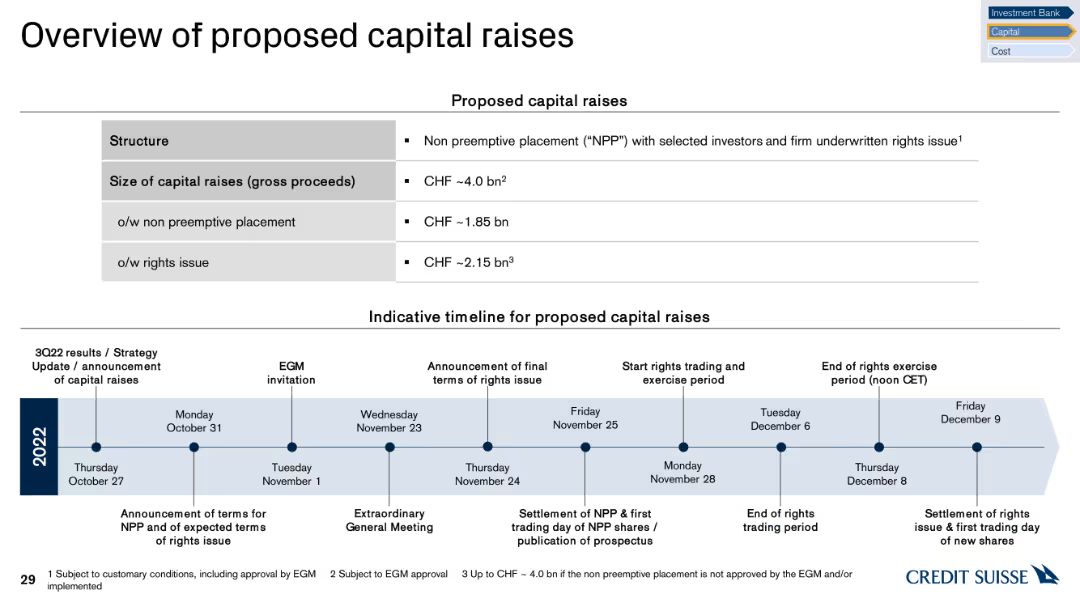 Overview of proposed capital raises
Investment Bank
Capital
Cost
Proposed capital raises
Structure
▪ Non preemptive placement (“NPP”) with selected investors and firm underwritten rights issue1
Size of capital raises (gross proceeds)
▪ CHF ~4.0 bn2
o/w non preemptive placement
▪ CHF ~1.85 bn
o/w rights issue
▪ CHF ~2.15 bn3
Indicative timeline for proposed capital raises
2022
3Q22 results / Strategy
Update / announcement
of capital raises
Thursday
October 27
Monday
October 31
Announcement of terms for
NPP and of expected terms
of rights issue
EGM
invitation
Tuesday
November 1
Wednesday
November 23
Extraordinary
General Meeting
Announcement of final
terms of rights issue
Thursday
November 24
Friday
November 25
Settlement of NPP & first
trading day of NPP shares /
publication of prospectus
Start rights trading and
exercise period
Monday
November 28
Tuesday
December 6
End of rights
trading period
End of rights exercise
period (noon CET)
Thursday
December 8
Friday
December 9
Settlement of rights
issue & first trading day
of new shares
29
1 Subject to customary conditions, including approval by EGM 2 Subject to EGM approval 3 Up to CHF ~ 4.0 bn if the non preemptive placement is not approved by the EGM and/or
implemented
CREDIT SUISSE